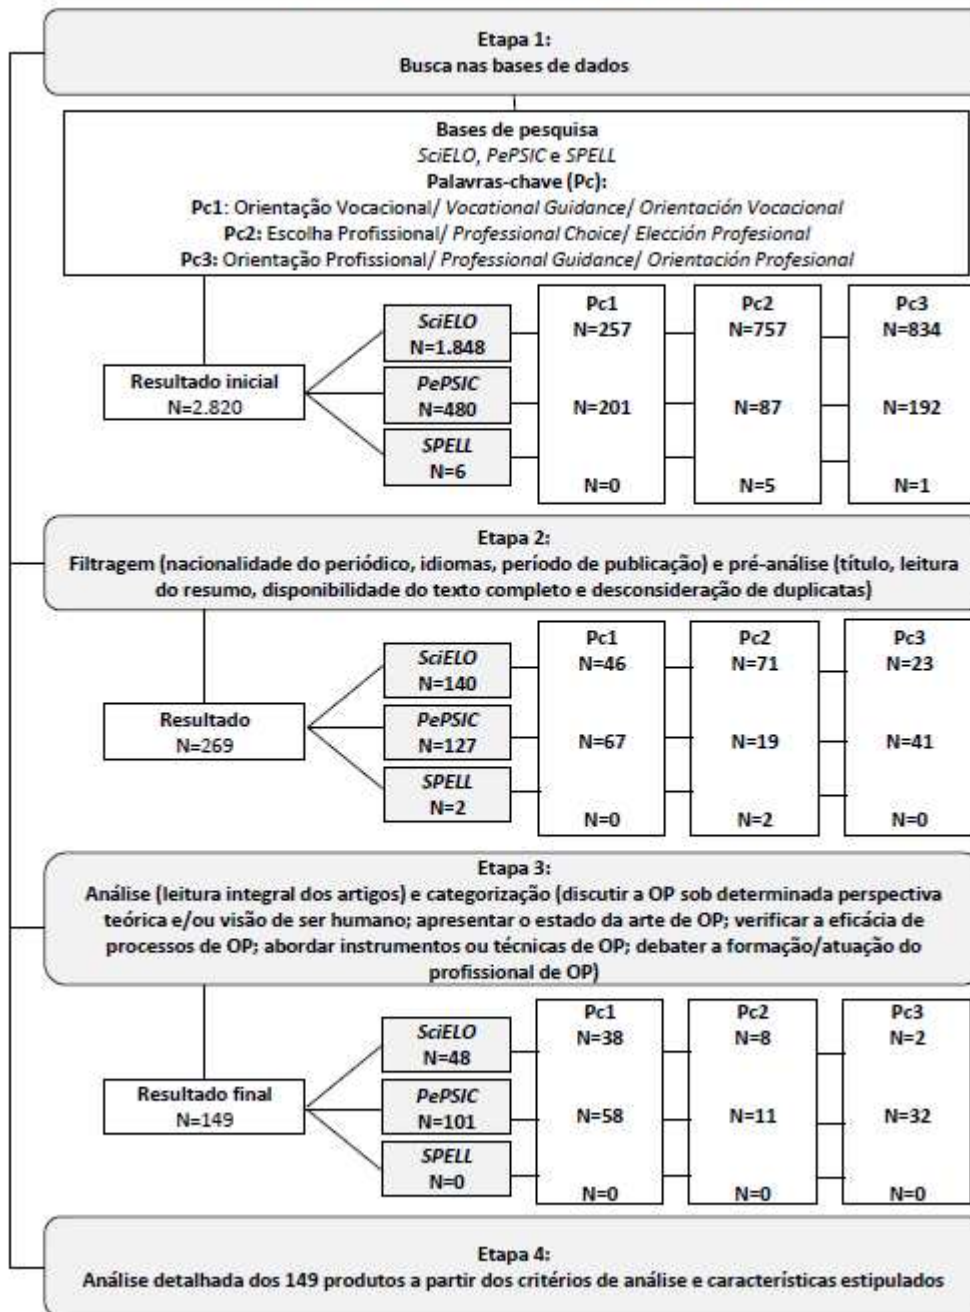 Etapa 1:
Busca nas bases de dados
Bases de pesquisa
SciELO, PePSIC e SPELL
Palavras-chave (Pc):
Pc1: Orientação Vocacional/ Vocational Guidance/ Orientación Vocacional
Pc2: Escolha Profissional/ Professional Choice/ Elección Profesional
Pc3: Orientação Profissional/ Professional Guidance/ Orientación Profesional
Resultado inicial
N=2.820
SciELO
N=1.848
PePSIC
N=480
SPELL
N=6
Pc1
N=257
N=201
N=0
Pc2
N=757
N=87
N=5
Pc3
N=834
N=192
N=1
Etapa 2:
Filtragem (nacionalidade do periódico, idiomas, período de publicação) e pré-análise (título, leitura
do resumo, disponibilidade do texto completo e desconsideração de duplicatas)
Resultado
N=269
SciELO
N=140
PePSIC
N=127
SPELL
N=2
Pc1
N=46
N=67
N=0
Pc2
N=71
N=19
N=2
Pc3
N=23
N=41
N=0
Etapa 3:
Análise (leitura integral dos artigos) e categorização (discutir a OP sob determinada perspectiva
teórica e/ou visão de ser humano; apresentar o estado da arte de OP; verificar a eficácia de
processos de OP; abordar instrumentos ou técnicas de OP; debater a formação/atuação do
profissional de OP)
Resultado final
N=149
SciELO
N=48
PePSIC
N=101
SPELL
N=0
Pc1
N=38
N=58
N=0
Pc2
N=8
N=11
N=0
Pc3
N=2
N=32
N=0
Etapa 4:
Análise detalhada dos 149 produtos a partir dos critérios de análise e características estipulados